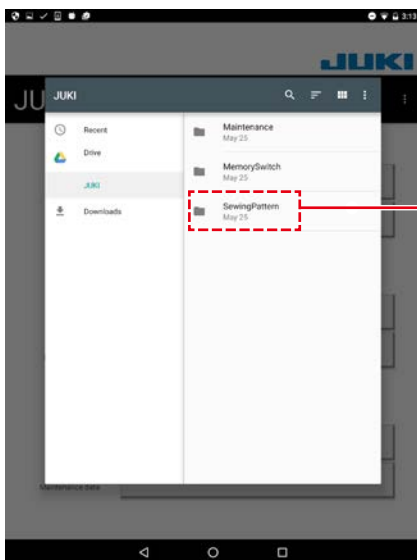 3:13
JUKI
JU
JUKI
Recent
Drive
JUKI
Downloads
Maintenance
May 25
MemorySwitch
May 25
SewingPattern
May 25
Maintenance data